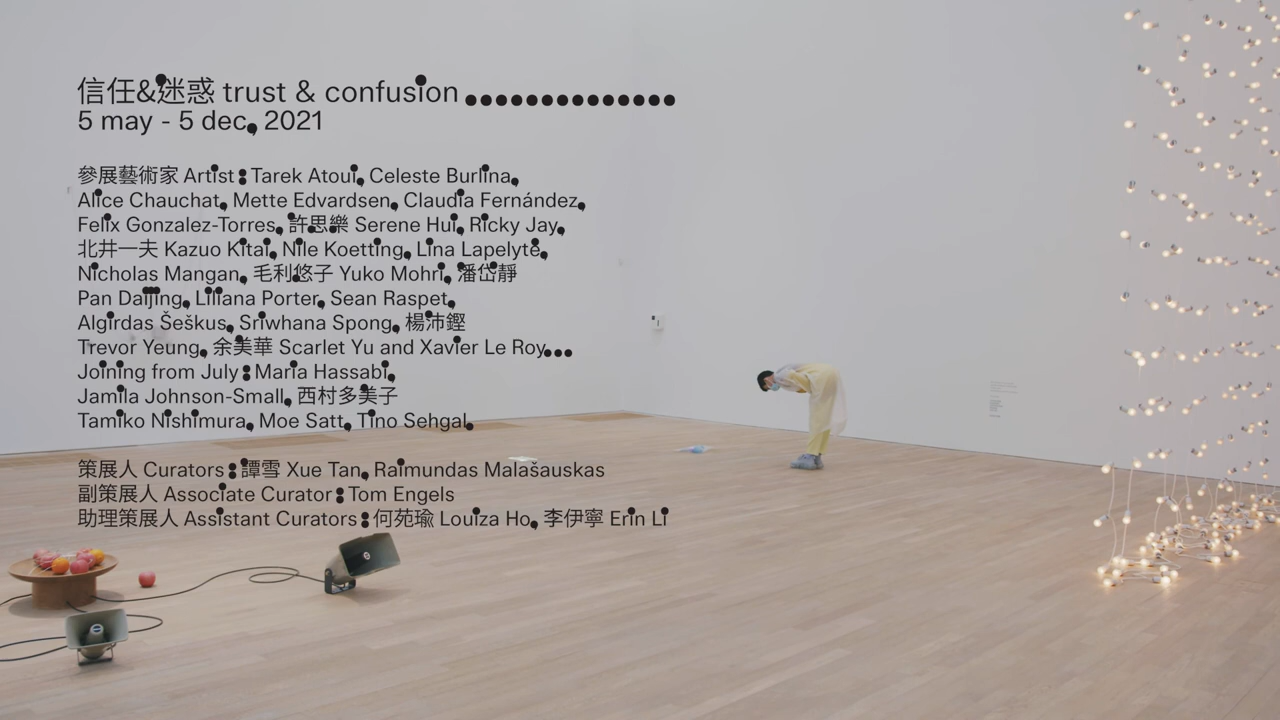 信任&迷惑 trust & confusion..............
5 may - 5 dec, 2021
參展藝術家 Artist : Tarek Atoui, Celeste Burlina,
Alice Chauchat, Mette Edvardsen, Claudia Fernández,
Felix Gonzalez-Torres, 許思樂 Serene Hui, Ricky Jay,
北井一夫 Kazuo Kitai, Nile Koetting, Lina Lapelytė,
Nicholas Mangan, 毛利悠子 Yuko Mohri, 潘岱靜
Pan Daijing, Liliana Porter, Sean Raspet,
Algirdas Šeškus, Sriwhana Spong, 楊沛鏗
Trevor Yeung, 余美華 Scarlet Yu and Xavier Le Roy...
Joining from July : Maria Hassabi,
Jamila Johnson-Small, 西村多美子
Tamiko Nishimura, Moe Satt, Tino Sehgal.
策展人 Curators : 譚雪 Xue Tan, Raimundas Malašauskas
副策展人 Associate Curator : Tom Engels
助理策展人 Assistant Curators : 何苑瑜 Louiza Ho, 李伊寧 Erin Li